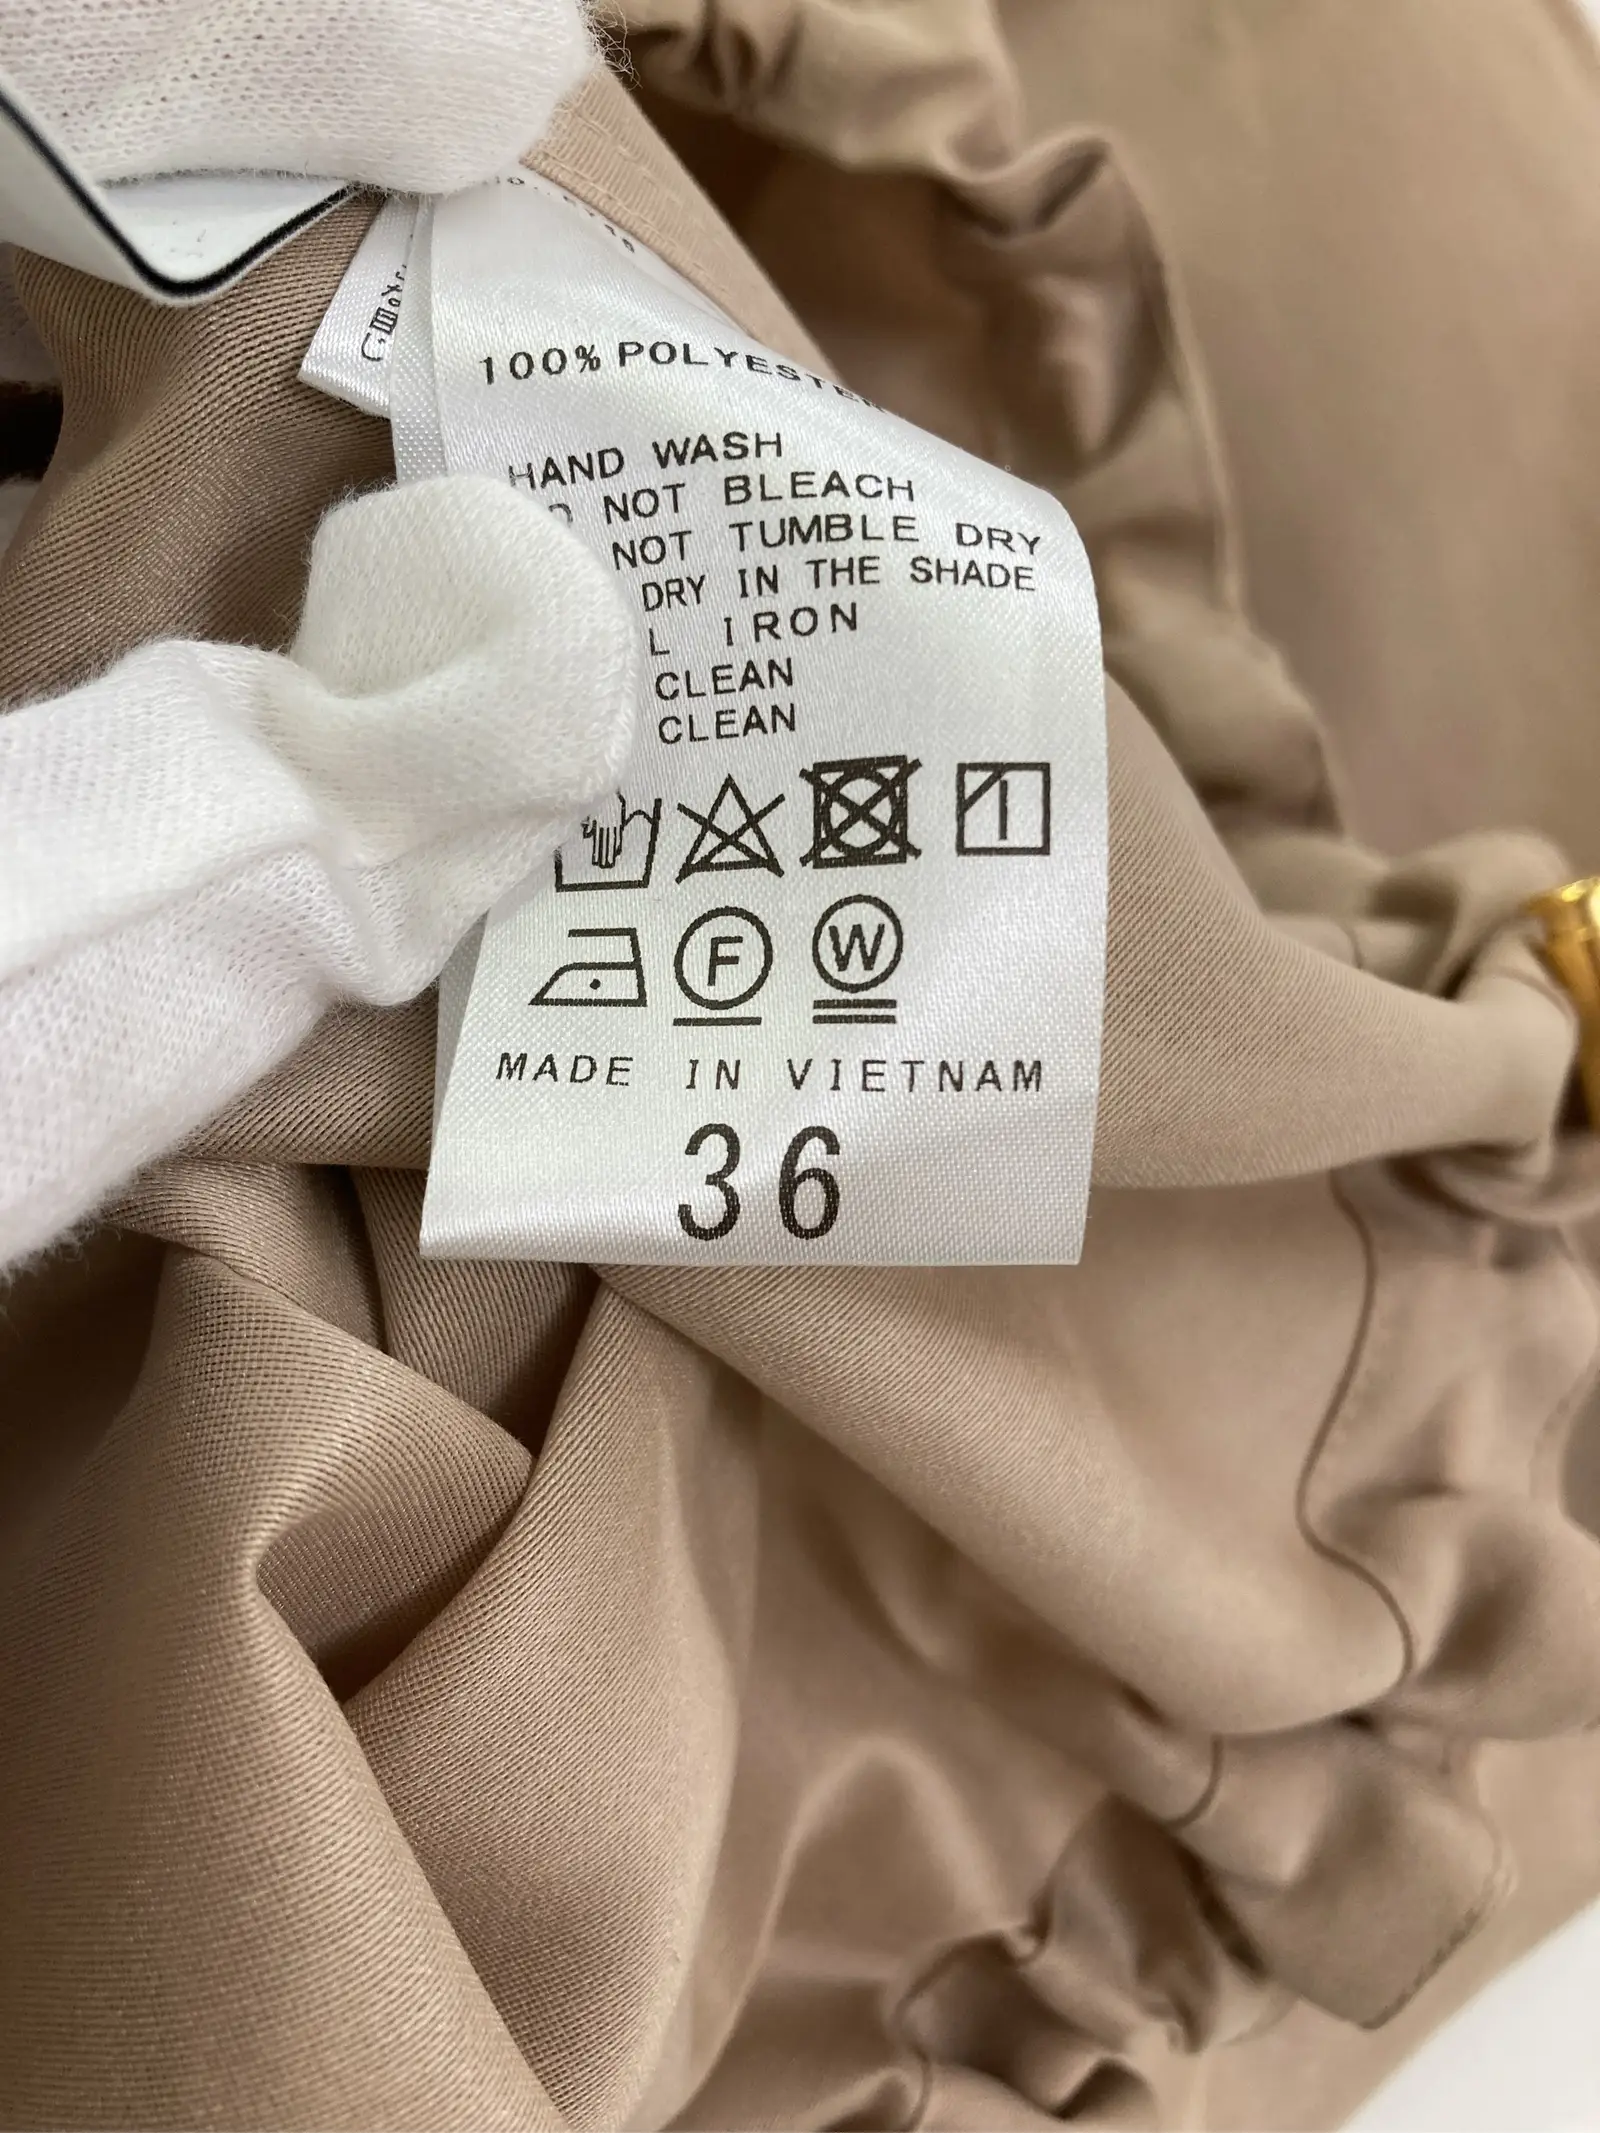 100% POLYESTER
HAND WASH
NOT BLEACH
NOT TUMBLE DRY
DRY IN THE SHADE
L IRON
CLEAN
CLEAN
F W
MADE IN VIETNAM
36